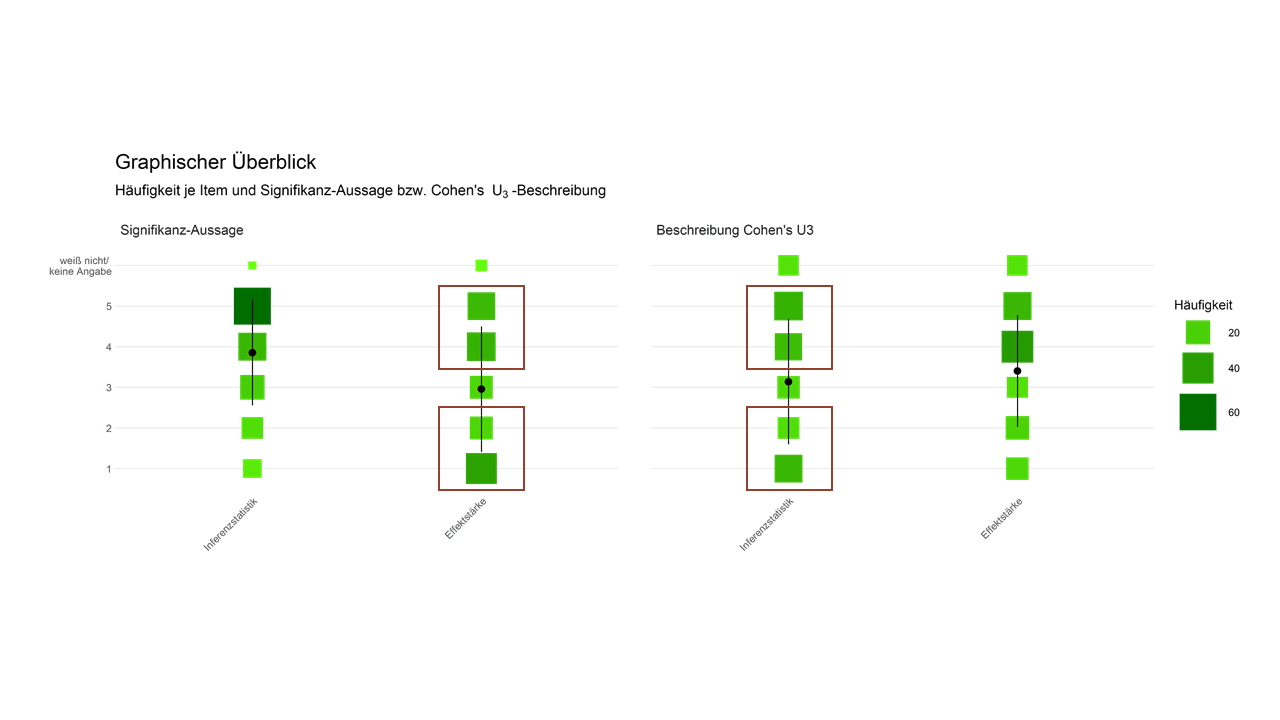 Graphischer Überblick
Häufigkeit je Item und Signifikanz-Aussage bzw. Cohen's U3 -Beschreibung
Signifikanz-Aussage
Beschreibung Cohen's U3
weiß nicht/
keine Angabe
5
4
3
2
1
Inferenzstatistik
Effektstärke
Inferenzstatistik
Effektstärke
Häufigkeit
20
40
60